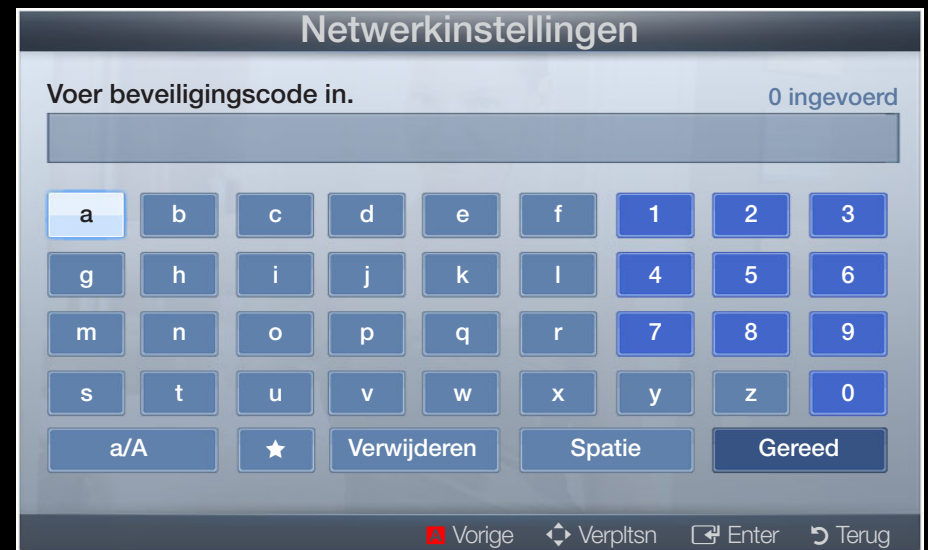 Netwerkinstellingen
Voer beveiligingscode in. 0 ingevoerd
a b c d e f 1 2 3
g h i j k l 4 5 6
m n o p q r 7 8 9
s t u v w x y z 0
a/A ★ Verwijderen Spatie Gereed
A Vorige Verpltsn Enter Terug